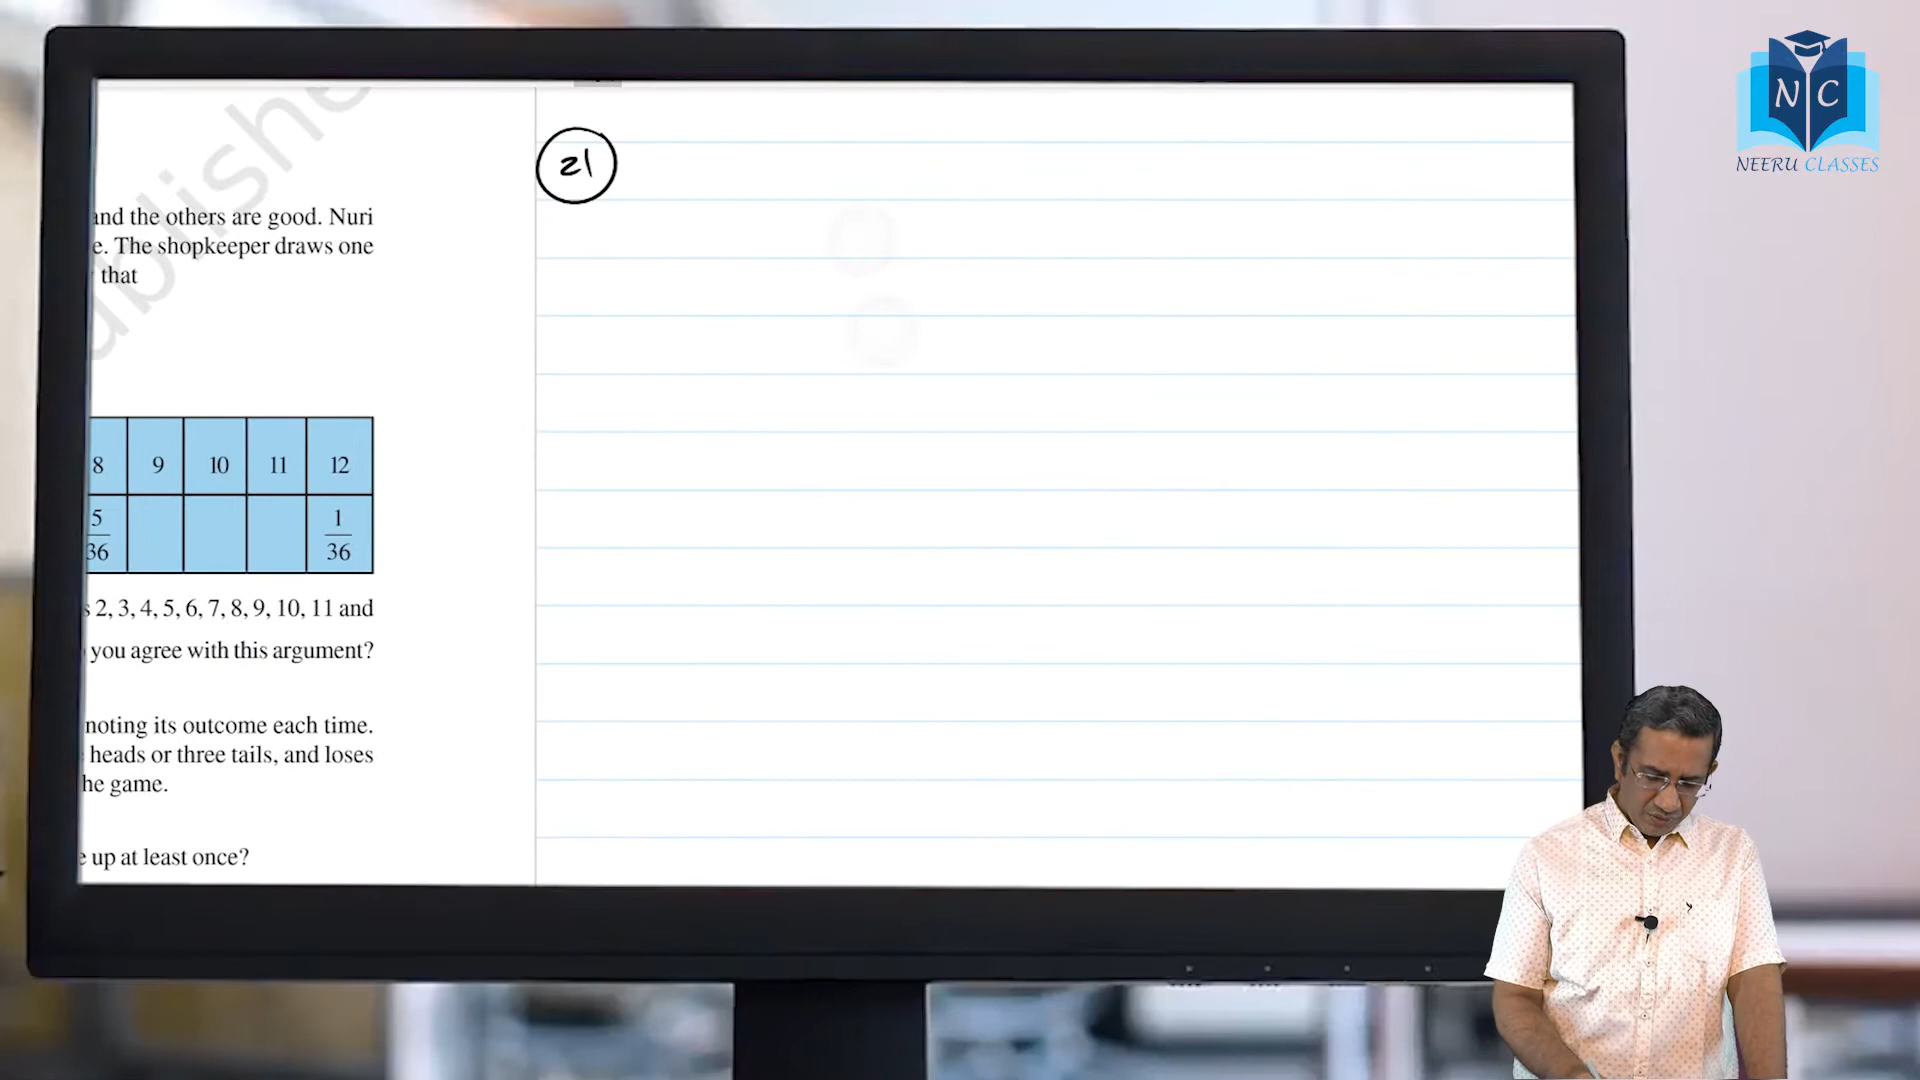 N C
NEERU CLASSES
21
and the others are good. Nuri
e. The shopkeeper draws one
that
8 9 10 11 12
5/36 1/36
s 2, 3, 4, 5, 6, 7, 8, 9, 10, 11 and
you agree with this argument?
noting its outcome each time.
heads or three tails, and loses
he game.
e up at least once?